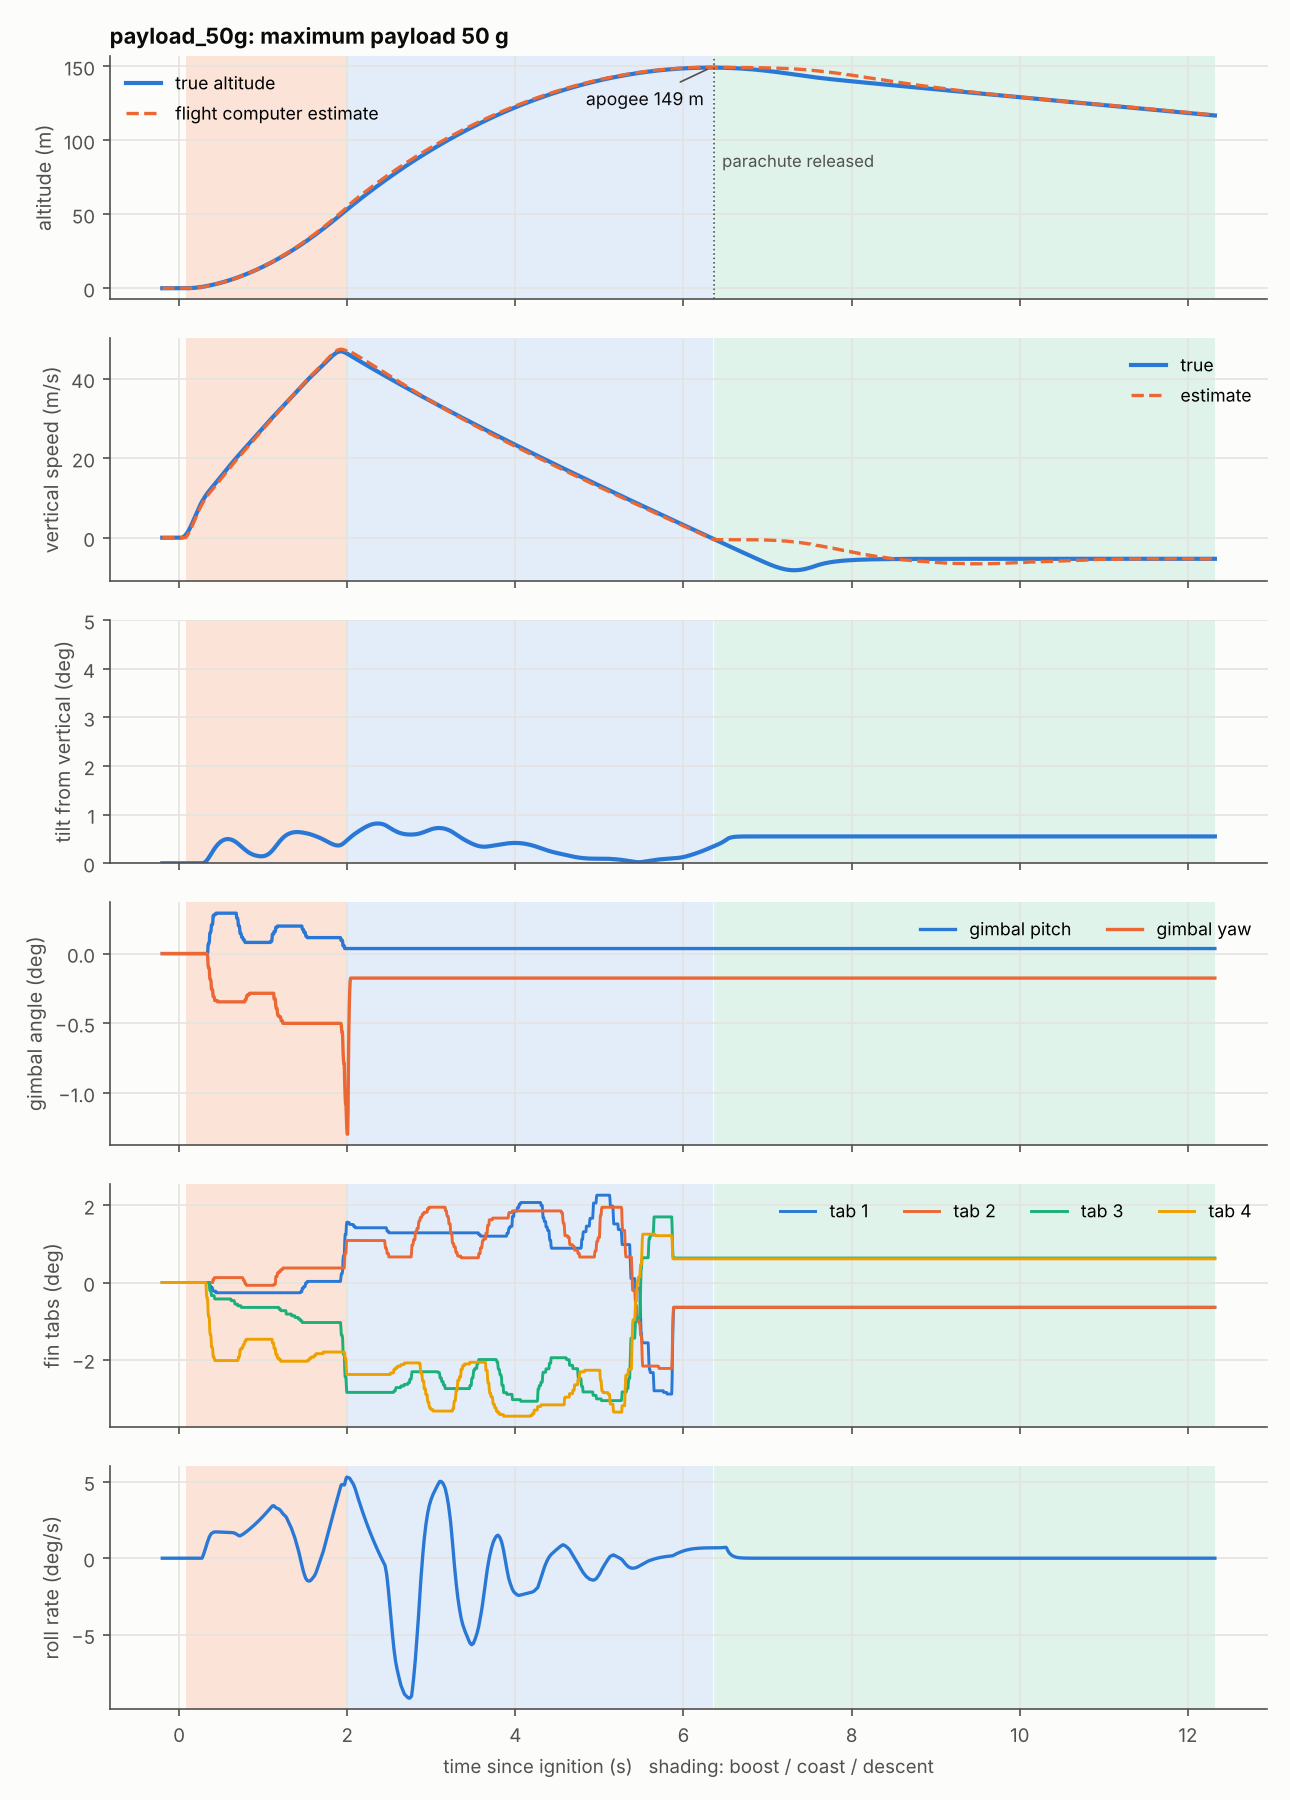 payload_50g: maximum payload 50 g
true altitude
flight computer estimate
apogee 149 m
parachute released
altitude (m)
150
100
50
0
true
estimate
vertical speed (m/s)
40
20
0
tilt from vertical (deg)
5
4
3
2
1
0
gimbal pitch
gimbal yaw
gimbal angle (deg)
0.0
−0.5
−1.0
tab 1
tab 2
tab 3
tab 4
fin tabs (deg)
2
0
−2
roll rate (deg/s)
5
0
−5
0
2
4
6
8
10
12
time since ignition (s)   shading: boost / coast / descent